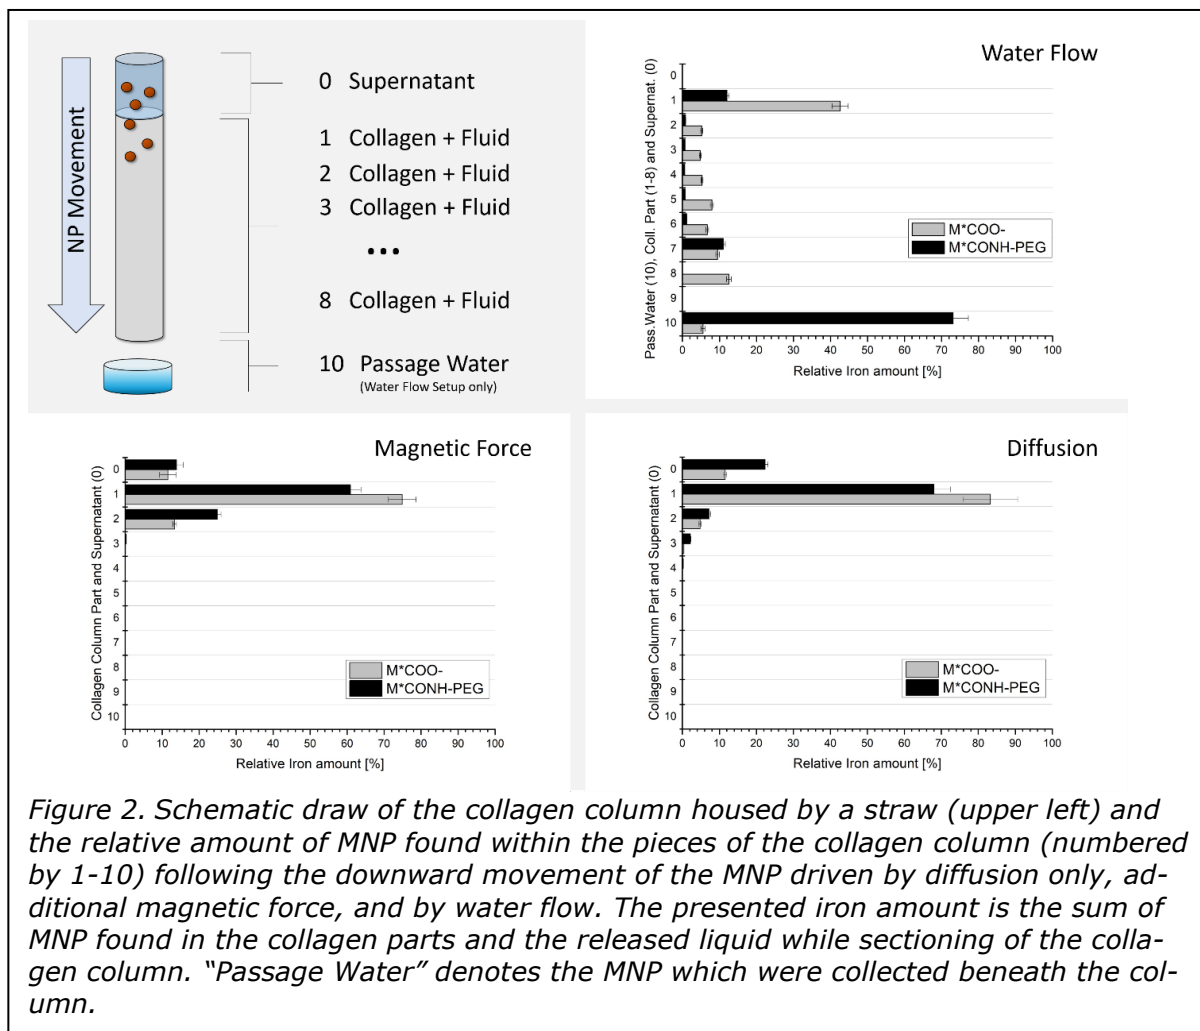 NP Movement
0 Supernatant
1 Collagen + Fluid
2 Collagen + Fluid
3 Collagen + Fluid
...
8 Collagen + Fluid
10 Passage Water
(Water Flow Setup only)
Water Flow
Pass.Water (10), Coll. Part (1-8) and Supernat. (0)
0
1
2
3
4
5
6
7
8
9
10
M*COO-
M*CONH-PEG
0 10 20 30 40 50 60 70 80 90 100
Relative Iron amount [%]
Magnetic Force
Collagen Column Part and Supernatant (0)
0
1
2
3
4
5
6
7
8
9
10
M*COO-
M*CONH-PEG
0 10 20 30 40 50 60 70 80 90 100
Relative Iron amount [%]
Diffusion
Collagen Column Part and Supernatant (0)
0
1
2
3
4
5
6
7
8
9
10
M*COO-
M*CONH-PEG
0 10 20 30 40 50 60 70 80 90 100
Relative Iron amount [%]
Figure 2. Schematic draw of the collagen column housed by a straw (upper left) and
the relative amount of MNP found within the pieces of the collagen column (numbered
by 1-10) following the downward movement of the MNP driven by diffusion only, ad-
ditional magnetic force, and by water flow. The presented iron amount is the sum of
MNP found in the collagen parts and the released liquid while sectioning of the colla-
gen column. “Passage Water” denotes the MNP which were collected beneath the col-
umn.